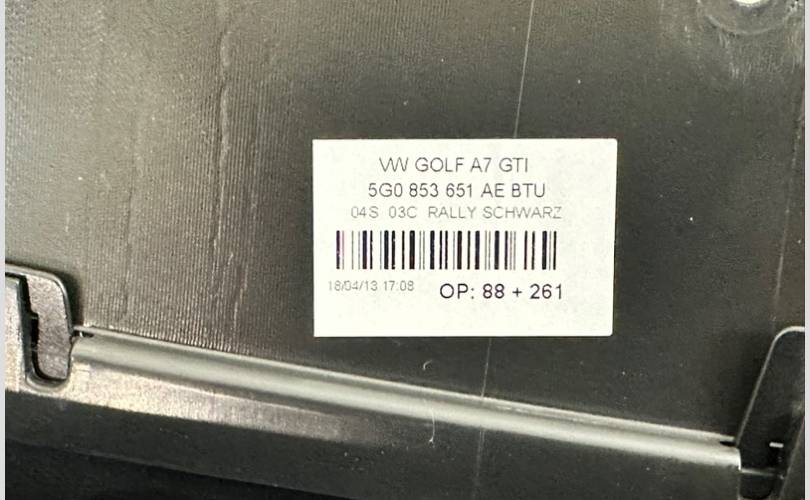 VW GOLF A7 GTI
5G0 853 651 AE BTU
04S 03C RALLY SCHWARZ
18/04/13 17:08 OP: 88 + 261